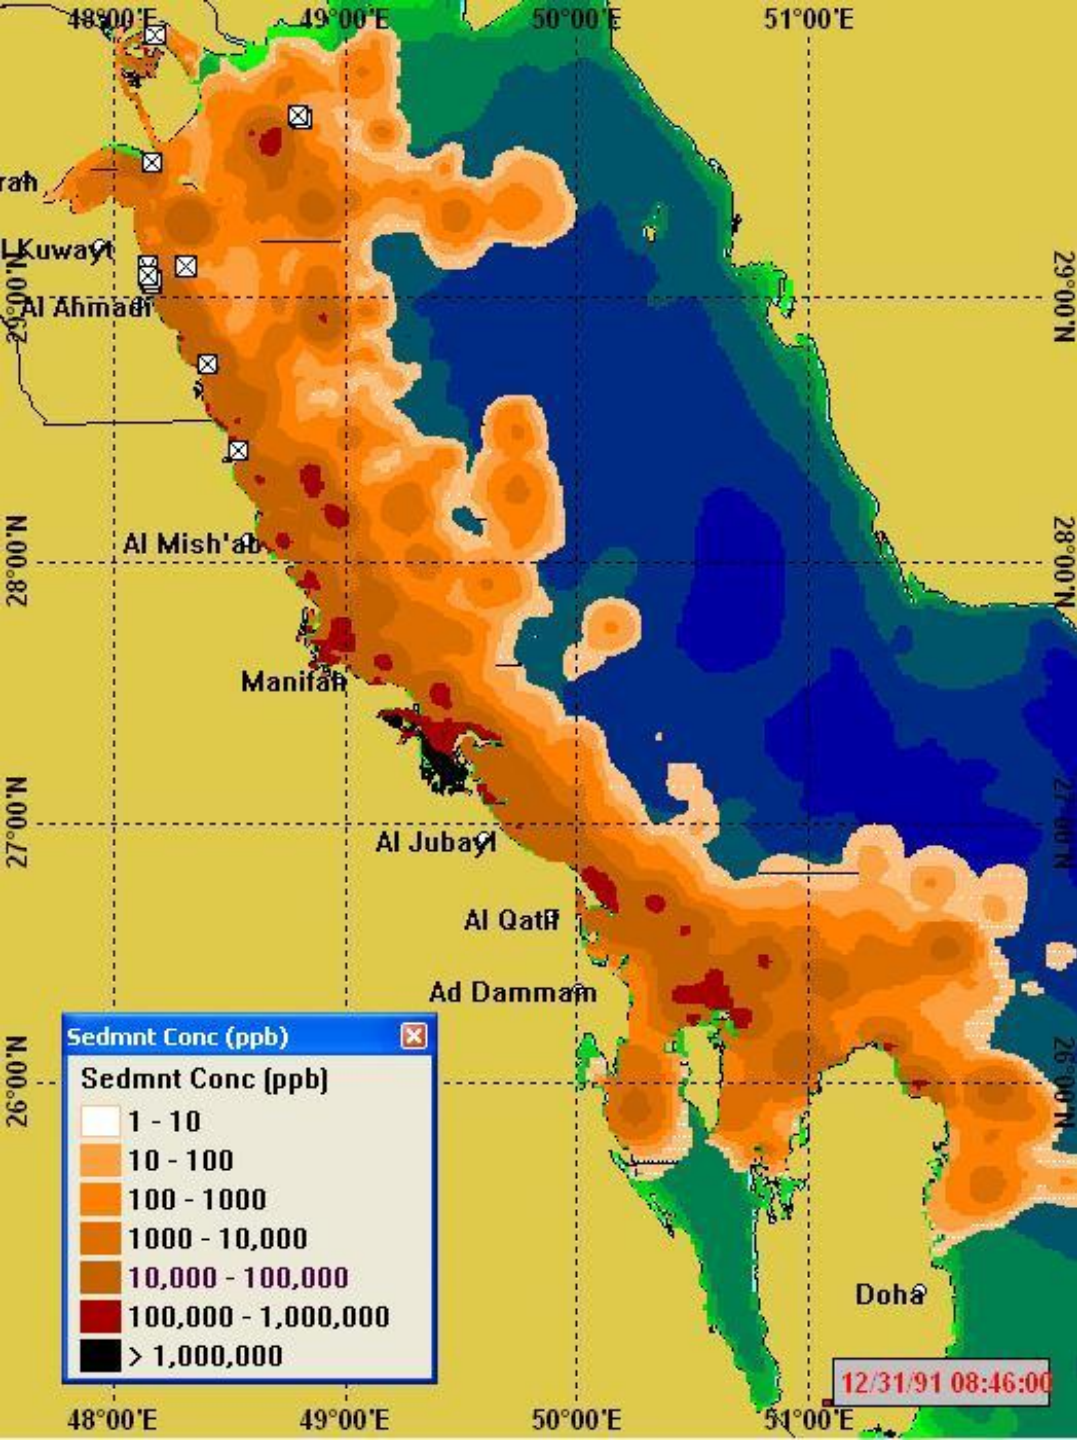 48°00'E 49°00'E 50°00'E 51°00'E
rah
l Kuwayt
29°00'N
29°00'N
Al Ahmadi
28°00'N
Al Mish'ab
28°00'N
Manifah
27°00'N
27°00'N
Al Jubayl
Al Qatif
Ad Dammam
26°00'N
26°00'N
Sedmnt Conc (ppb)
Sedmnt Conc (ppb)
1 - 10
10 - 100
100 - 1000
1000 - 10,000
10,000 - 100,000
100,000 - 1,000,000
> 1,000,000
Doha
12/31/91 08:46:00
48°00'E 49°00'E 50°00'E 51°00'E